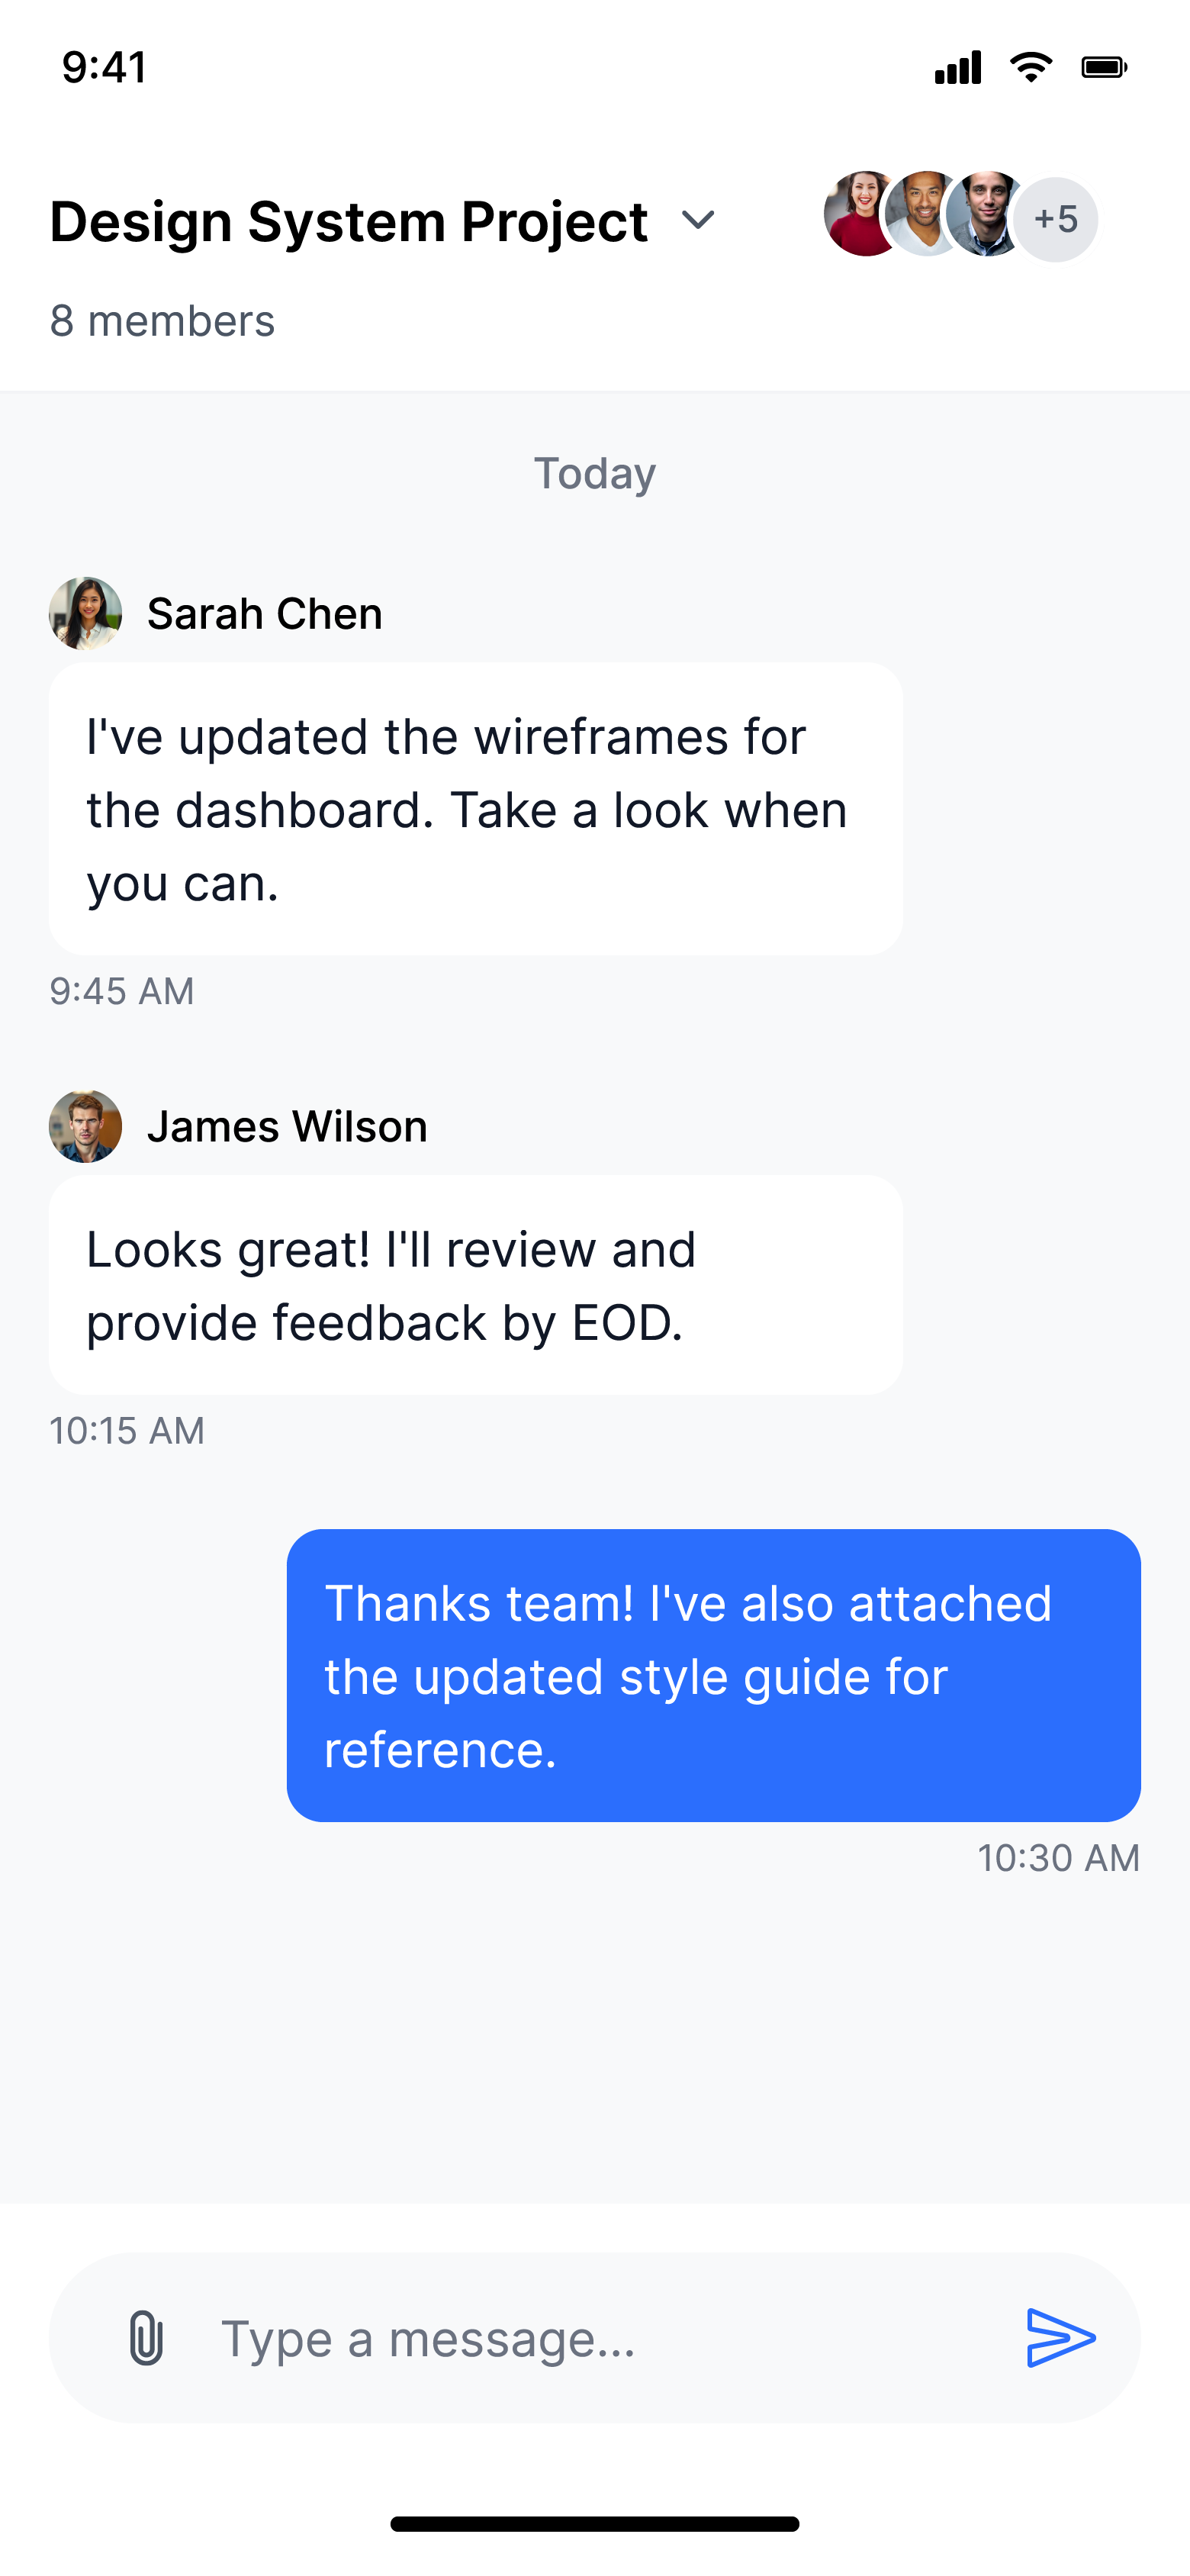 9:41
Design System Project
+5
8 members
Today
Sarah Chen
I've updated the wireframes for
the dashboard. Take a look when
you can.
9:45 AM
James Wilson
Looks great! I'll review and
provide feedback by EOD.
10:15 AM
Thanks team! I've also attached
the updated style guide for
reference.
10:30 AM
Type a message...